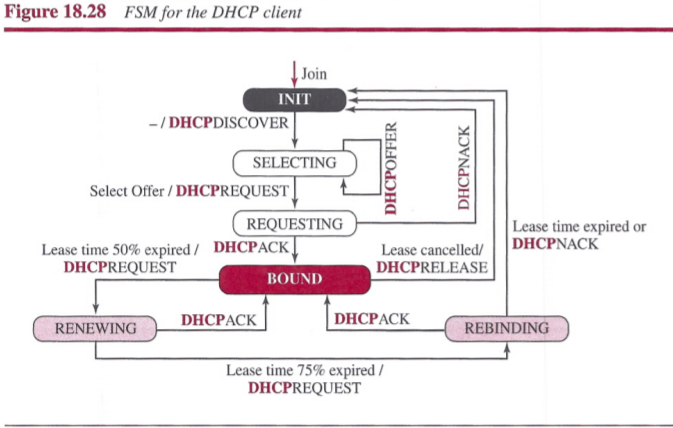 Figure 18.28 FSM for the DHCP client
Join
INIT
– / DHCPDISCOVER
SELECTING
DHCPOFFER
DHCPNACK
Select Offer / DHCPREQUEST
REQUESTING
Lease time expired or
DHCPNACK
Lease time 50% expired /
DHCPREQUEST
DHCPACK
Lease cancelled/
DHCPRELEASE
BOUND
RENEWING
DHCPACK
DHCPACK
REBINDING
Lease time 75% expired /
DHCPREQUEST